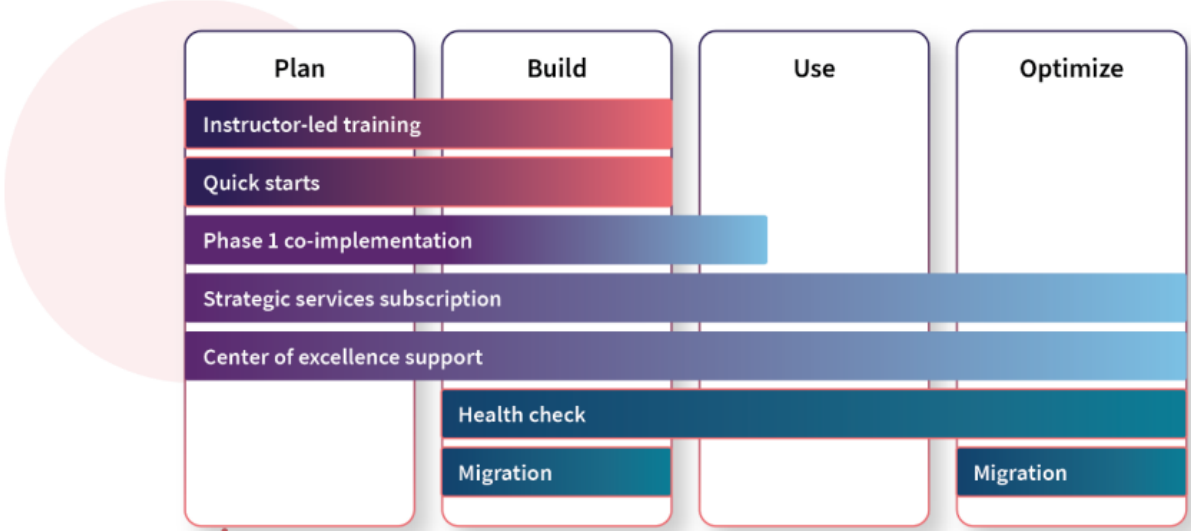 Plan
Build
Use
Optimize
Instructor-led training
Quick starts
Phase 1 co-implementation
Strategic services subscription
Center of excellence support
Health check
Migration
Migration